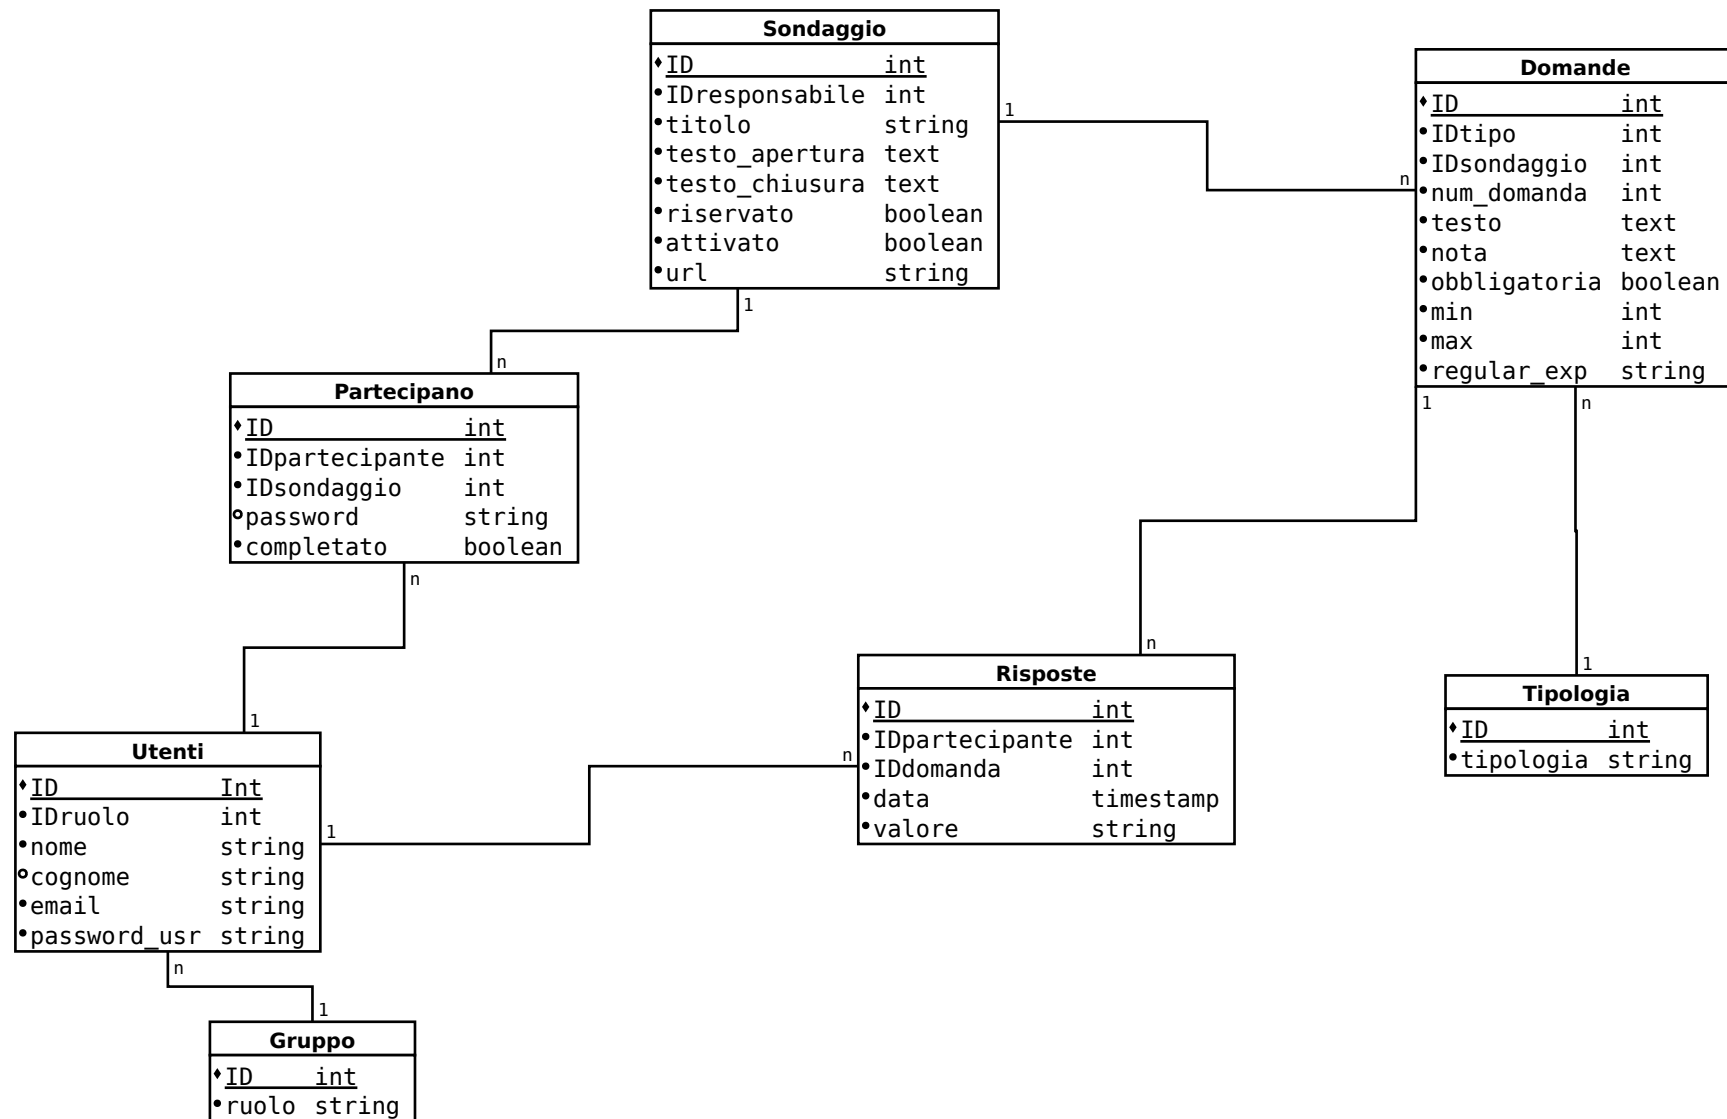 Sondaggio
ID int
IDresponsabile int
titolo string
testo_apertura text
testo_chiusura text
riservato boolean
attivato boolean
url string
1
1
Domande
ID int
IDtipo int
IDsondaggio int
num_domanda int
testo text
nota text
obbligatoria boolean
min int
max int
regular_exp string
n
1
n
Partecipano
ID int
IDpartecipante int
IDsondaggio int
password string
completato boolean
n
n
Risposte
ID int
IDpartecipante int
IDdomanda int
data timestamp
valore string
n
n
Tipologia
ID int
tipologia string
1
Utenti
ID Int
IDruolo int
nome string
cognome string
email string
password_usr string
1
1
n
Gruppo
ID int
ruolo string
1